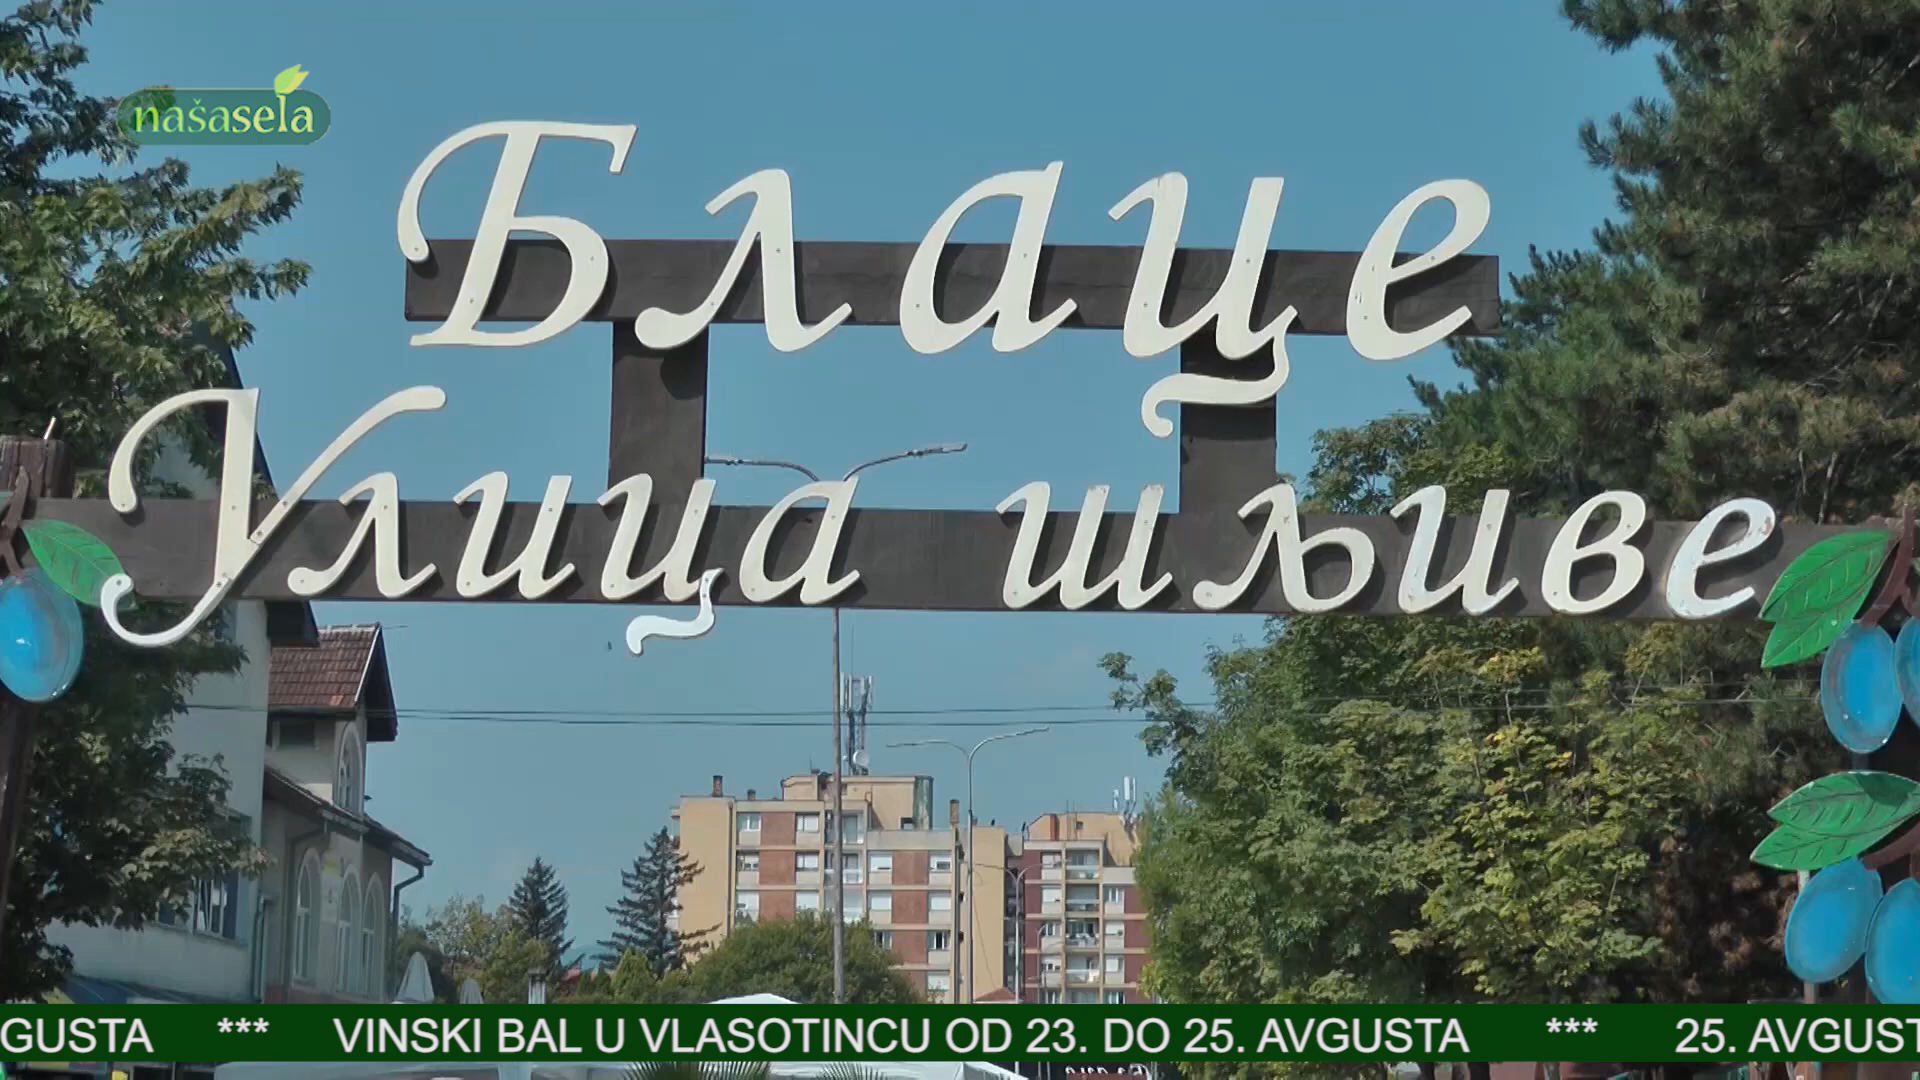 našasela
Блаце
Улица шљиве
GUSTA *** VINSKI BAL U VLASOTINCU OD 23. DO 25. AVGUSTA *** 25. AVGUST